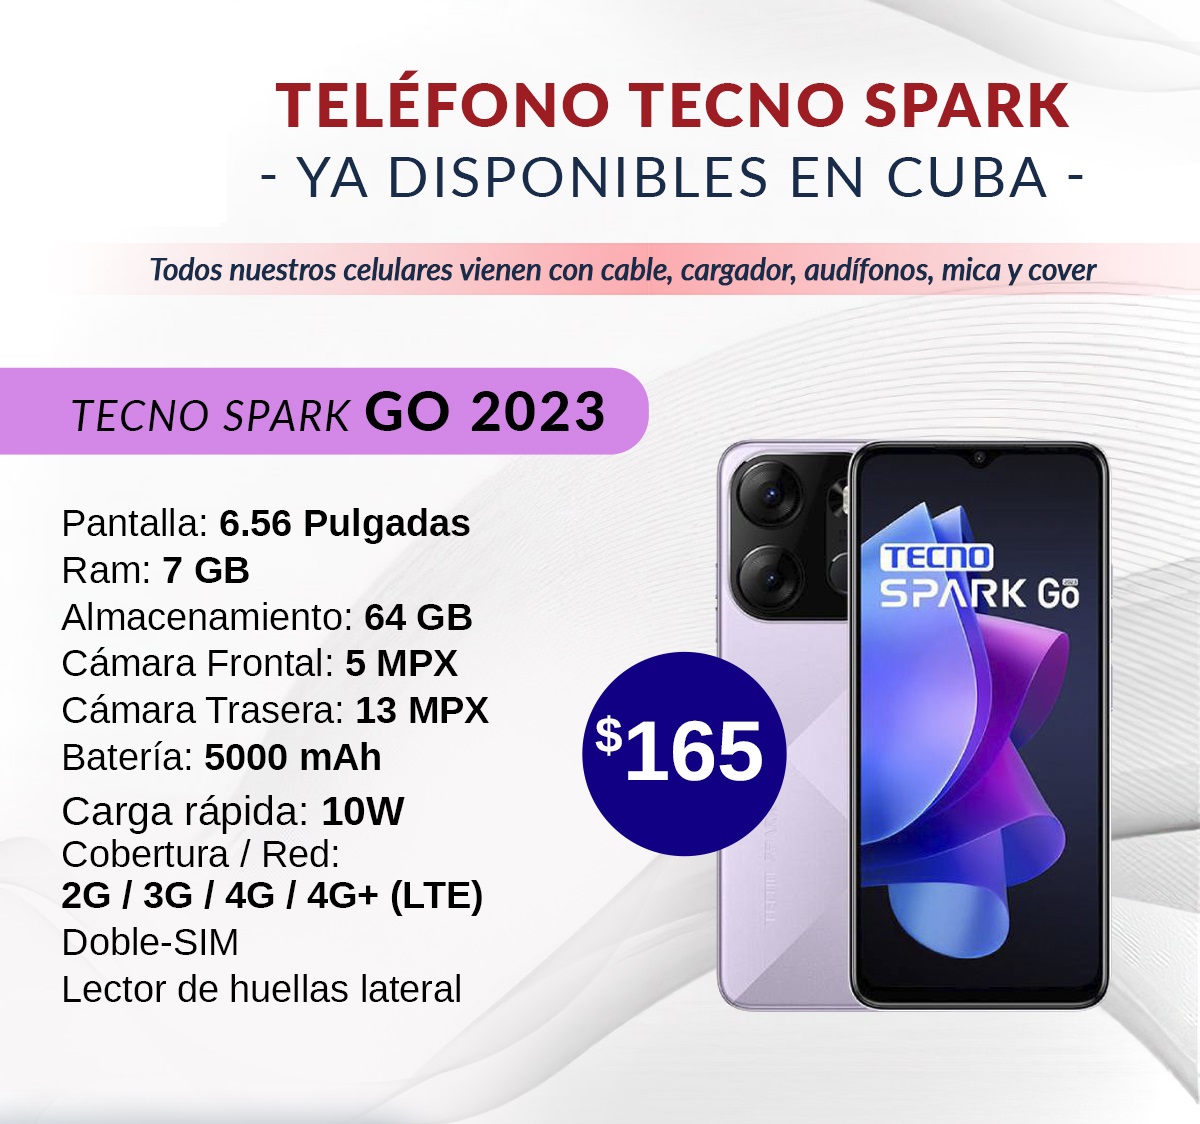 TELÉFONO TECNO SPARK
- YA DISPONIBLES EN CUBA -
Todos nuestros celulares vienen con cable, cargador, audífonos, mica y cover
TECNO SPARK GO 2023
Pantalla: 6.56 Pulgadas
Ram: 7 GB
Almacenamiento: 64 GB
Cámara Frontal: 5 MPX
Cámara Trasera: 13 MPX
Batería: 5000 mAh
Carga rápida: 10W
Cobertura / Red:
2G / 3G / 4G / 4G+ (LTE)
Doble-SIM
Lector de huellas lateral
$165
TECNO
SPARK Go